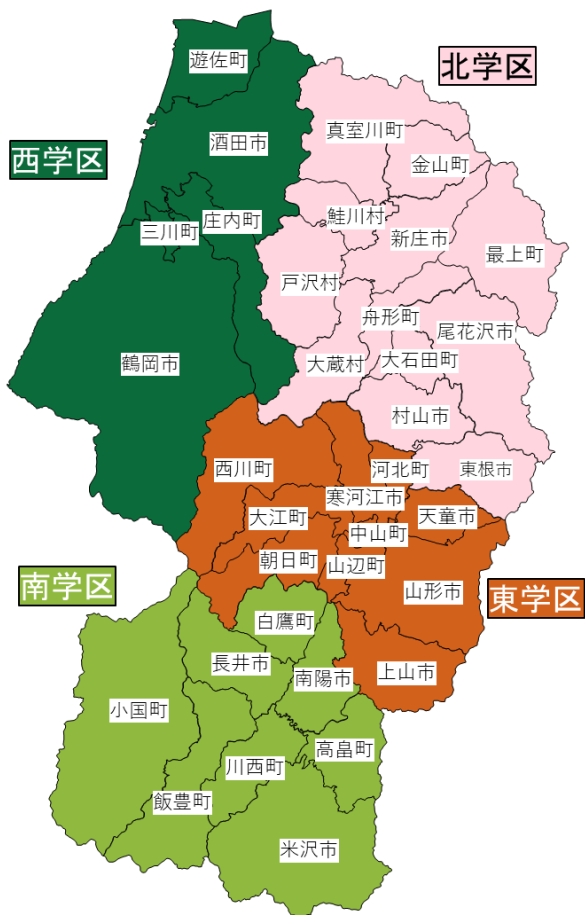 遊佐町
北学区
真室川町
酒田市
西学区
金山町
庄内町
鮭川村
三川町
新庄市
最上町
戸沢村
舟形町
尾花沢市
鶴岡市
大蔵村
大石田町
村山市
西川町
河北町
東根市
寒河江市
大江町
天童市
中山町
朝日町
山辺町
南学区
山形市
東学区
白鷹町
長井市
南陽市
上山市
小国町
高畠町
川西町
飯豊町
米沢市